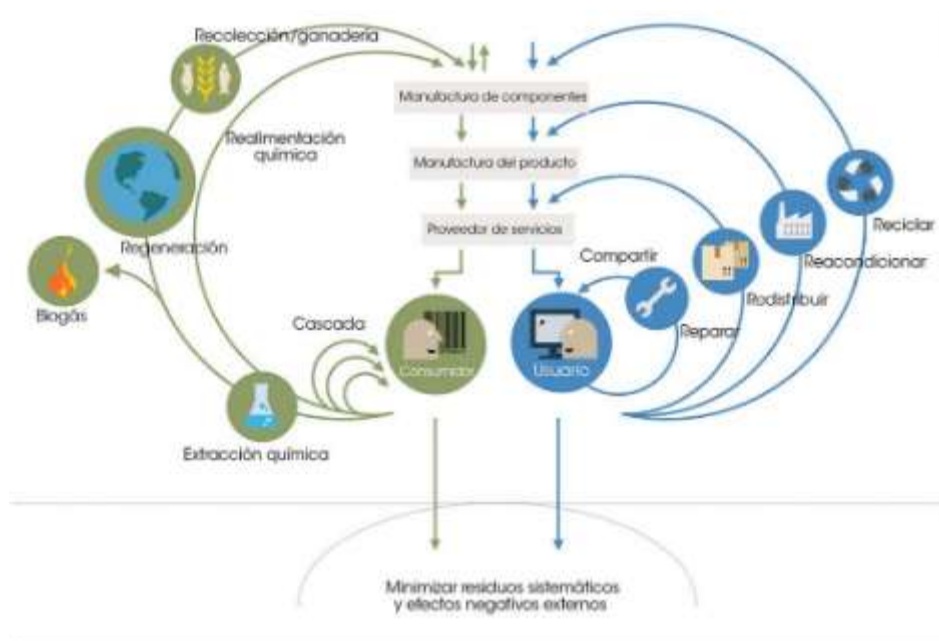 Recolección/ganadería
Manufactura de componentes
Realimentación
química
Manufactura del producto
Reciclar
Proveedor de servicios
Regeneración
Compartir
Reacondicionar
Rodistribuir
Biogás
Cascada
Reparar
Consumidor
Usuario
Extracción química
Minimizar residuos sistemáticos
y efectos negativos externos